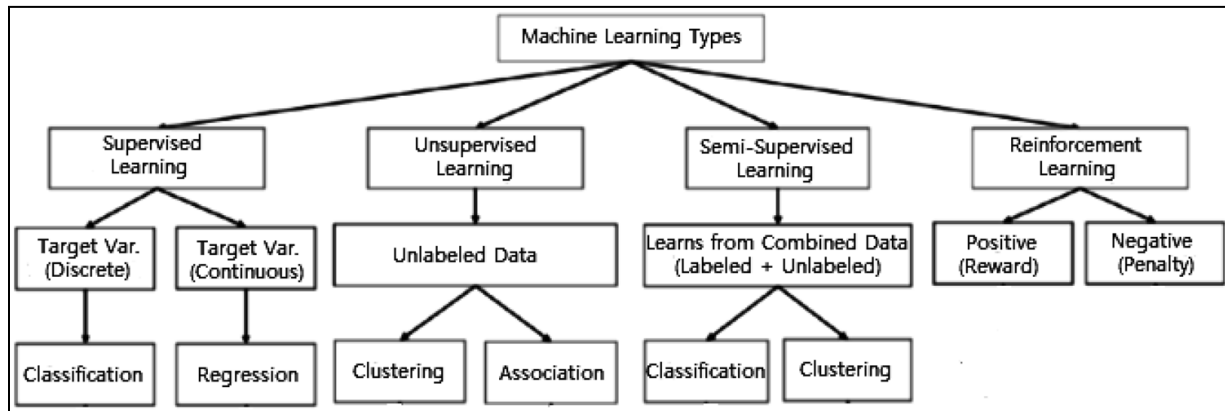 Machine Learning Types
Supervised
Learning
Unsupervised
Learning
Semi-Supervised
Learning
Reinforcement
Learning
Target Var.
(Discrete)
Target Var.
(Continuous)
Unlabeled Data
Learns from Combined Data
(Labeled + Unlabeled)
Positive
(Reward)
Negative
(Penalty)
Classification
Regression
Clustering
Association
Classification
Clustering